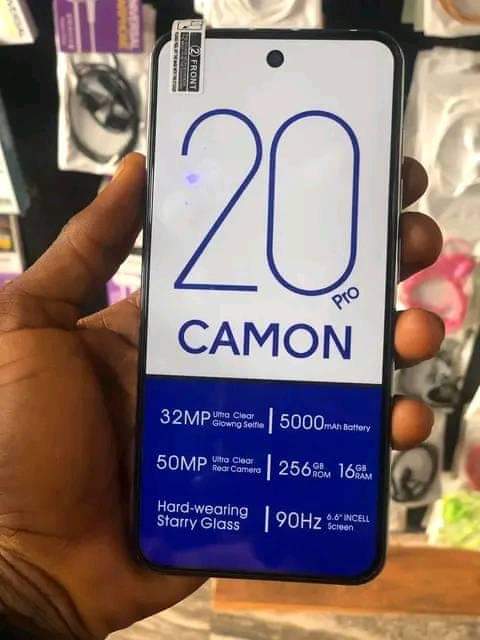 ② FRONT
20
Pro
CAMON
32MP Ultra Clear Glowng Selfie | 5000mAh Battery
50MP Ultra Clear Rear Camera | 256GB ROM 16GB RAM
Hard-wearing Starry Glass | 90Hz 6.6" INCELL Screen